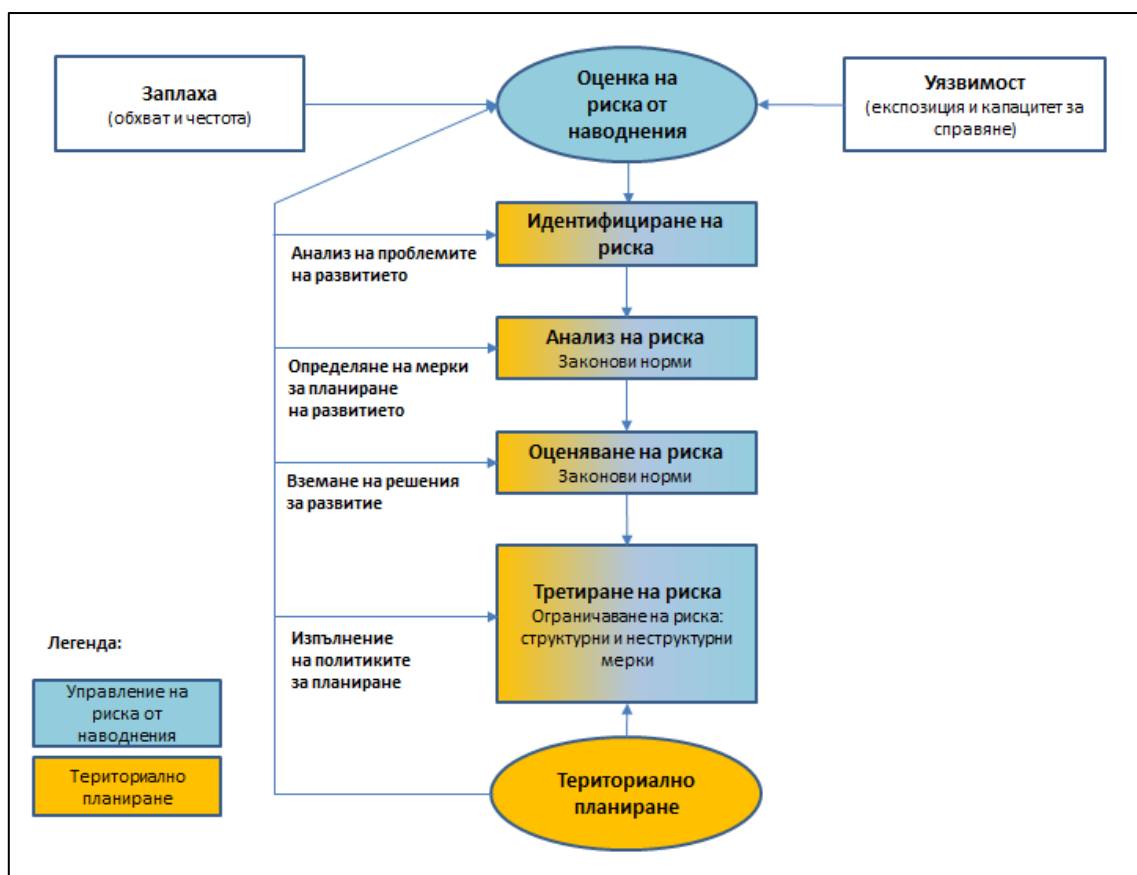 Заплаха
(обхват и честота)
Оценка на
риска от
наводнения
Уязвимост
(експозиция и капацитет за
справяне)
Идентифициране на
риска
Анализ на проблемите
на развитието
Анализ на риска
Законови норми
Определяне на мерки
за планиране
на развитието
Оценяване на риска
Законови норми
Вземане на решения
за развитие
Третиране на риска
Ограничаване на риска:
структурни и неструктурни
мерки
Изпълнение
на политиките
за планиране
Легенда:
Управление на
риска от
наводнения
Териториално
планиране
Териториално
планиране